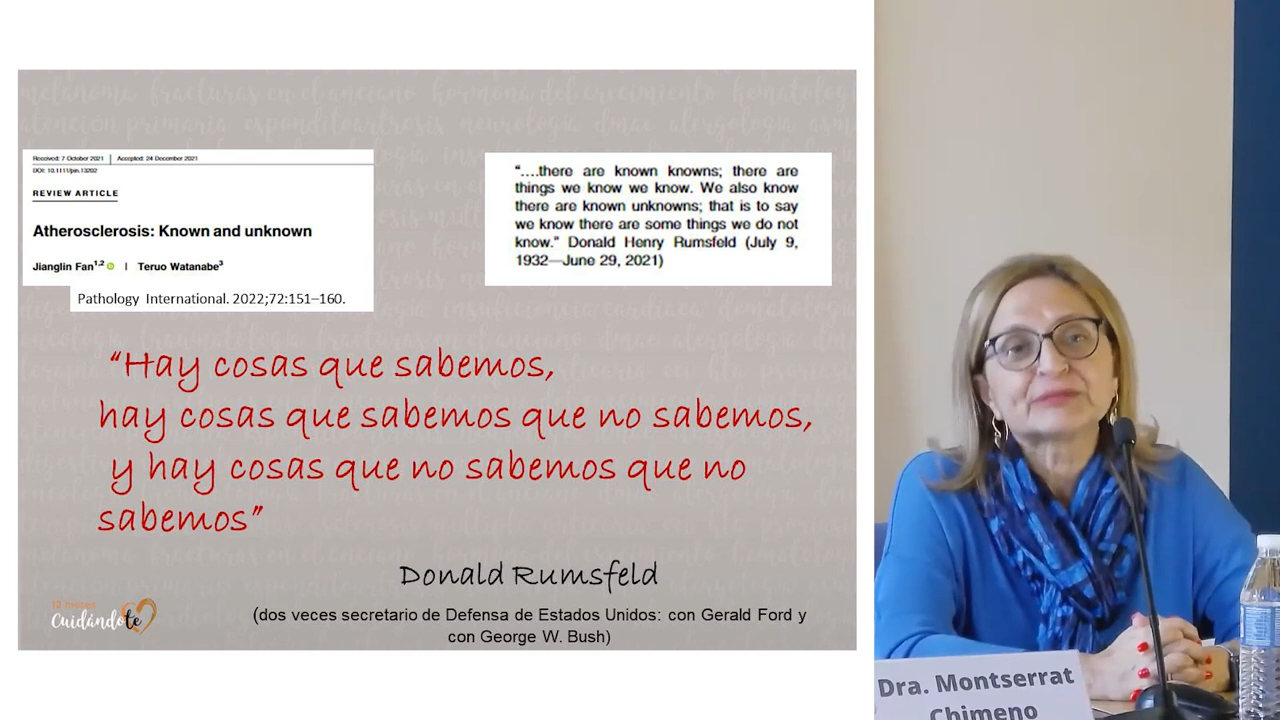 Received: 7 October 2021 | Accepted: 24 December 2021
DOI: 10.1111/pin.13202
REVIEW ARTICLE
Atherosclerosis: Known and unknown
Jianglin Fan1,2 | Teruo Watanabe3
Pathology International. 2022;72:151–160.
“....there are known knowns; there are
things we know we know. We also know
there are known unknowns; that is to say
we know there are some things we do not
know.” Donald Henry Rumsfeld (July 9,
1932—June 29, 2021)
“Hay cosas que sabemos,
hay cosas que sabemos que no sabemos,
y hay cosas que no sabemos que no
sabemos”
Donald Rumsfeld
(dos veces secretario de Defensa de Estados Unidos: con Gerald Ford y
con George W. Bush)
12 meses
Cuidándote
Dra. Montserrat
Chimeno